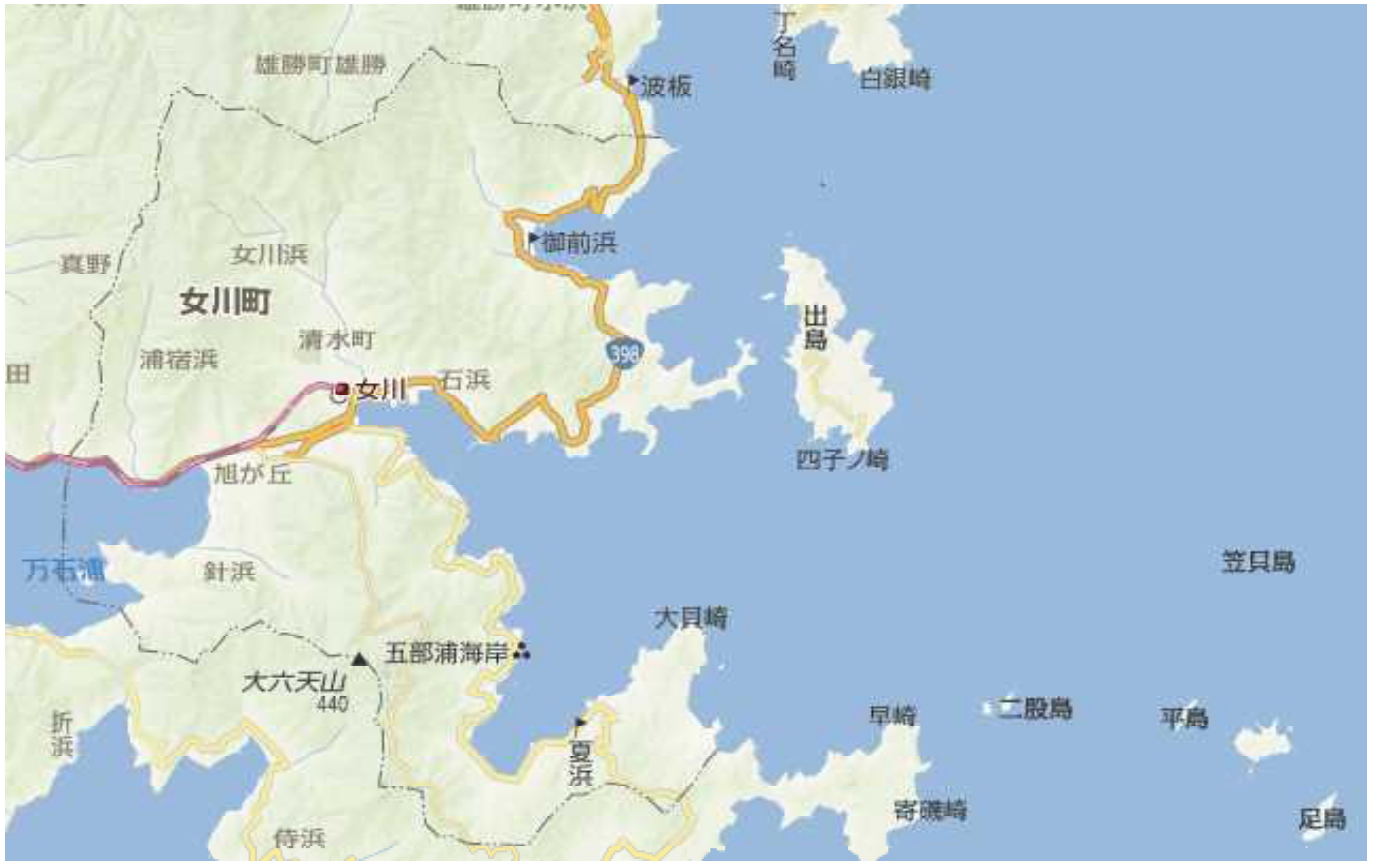 丁名崎
白銀崎
雄勝町雄勝
波板
御前浜
女川浜
真野
女川町
出島
清水町
398
浦宿浜
田
女川
石浜
四子ノ崎
旭が丘
笠貝島
万石浦
針浜
大貝崎
五部浦海岸
大六天山
440
折浜
夏浜
早崎
二股島
平島
寄磯崎
足島
侍浜